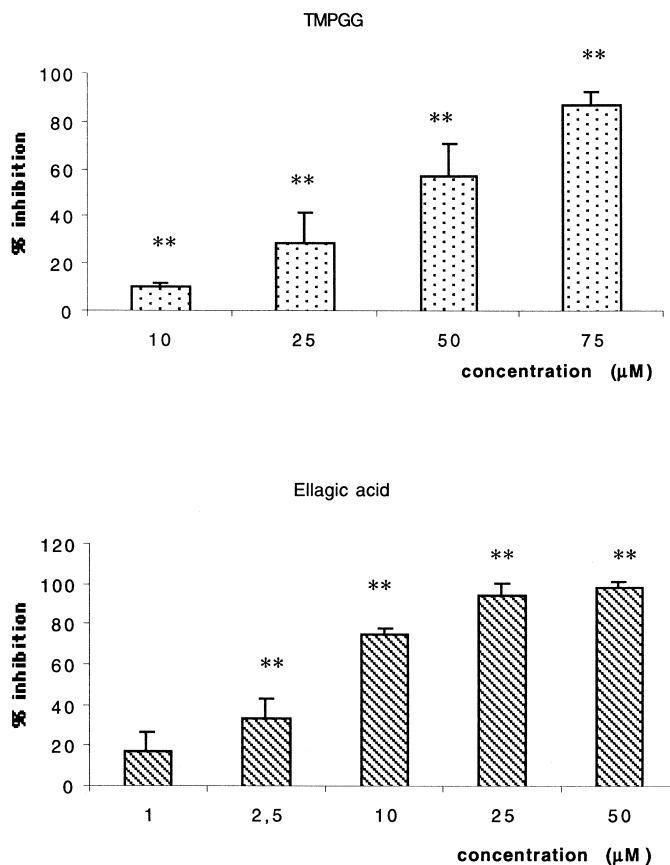 TMPGG
% inhibition
100
80
60
40
20
0
**
**
**
**
10 25 50 75
concentration (μM)
Ellagic acid
% inhibition
120
100
80
60
40
20
0
**
**
**
**
1 2,5 10 25 50
concentration (μM)